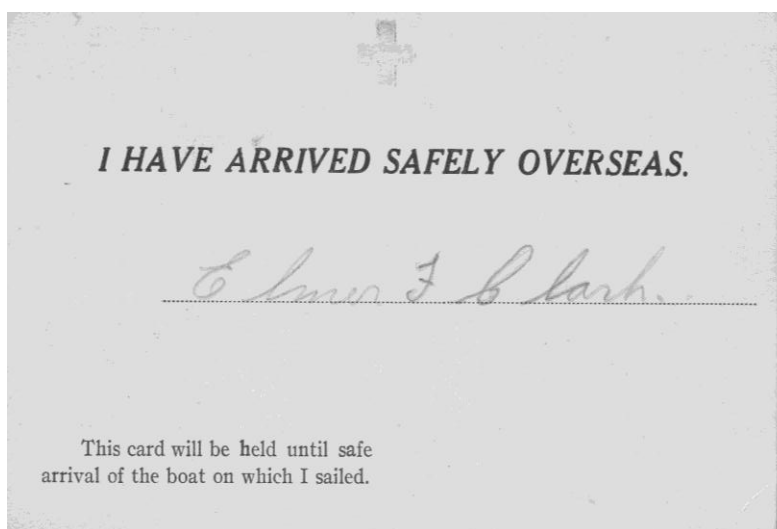 I HAVE ARRIVED SAFELY OVERSEAS.
Elmer F Clark.
This card will be held until safe
arrival of the boat on which I sailed.